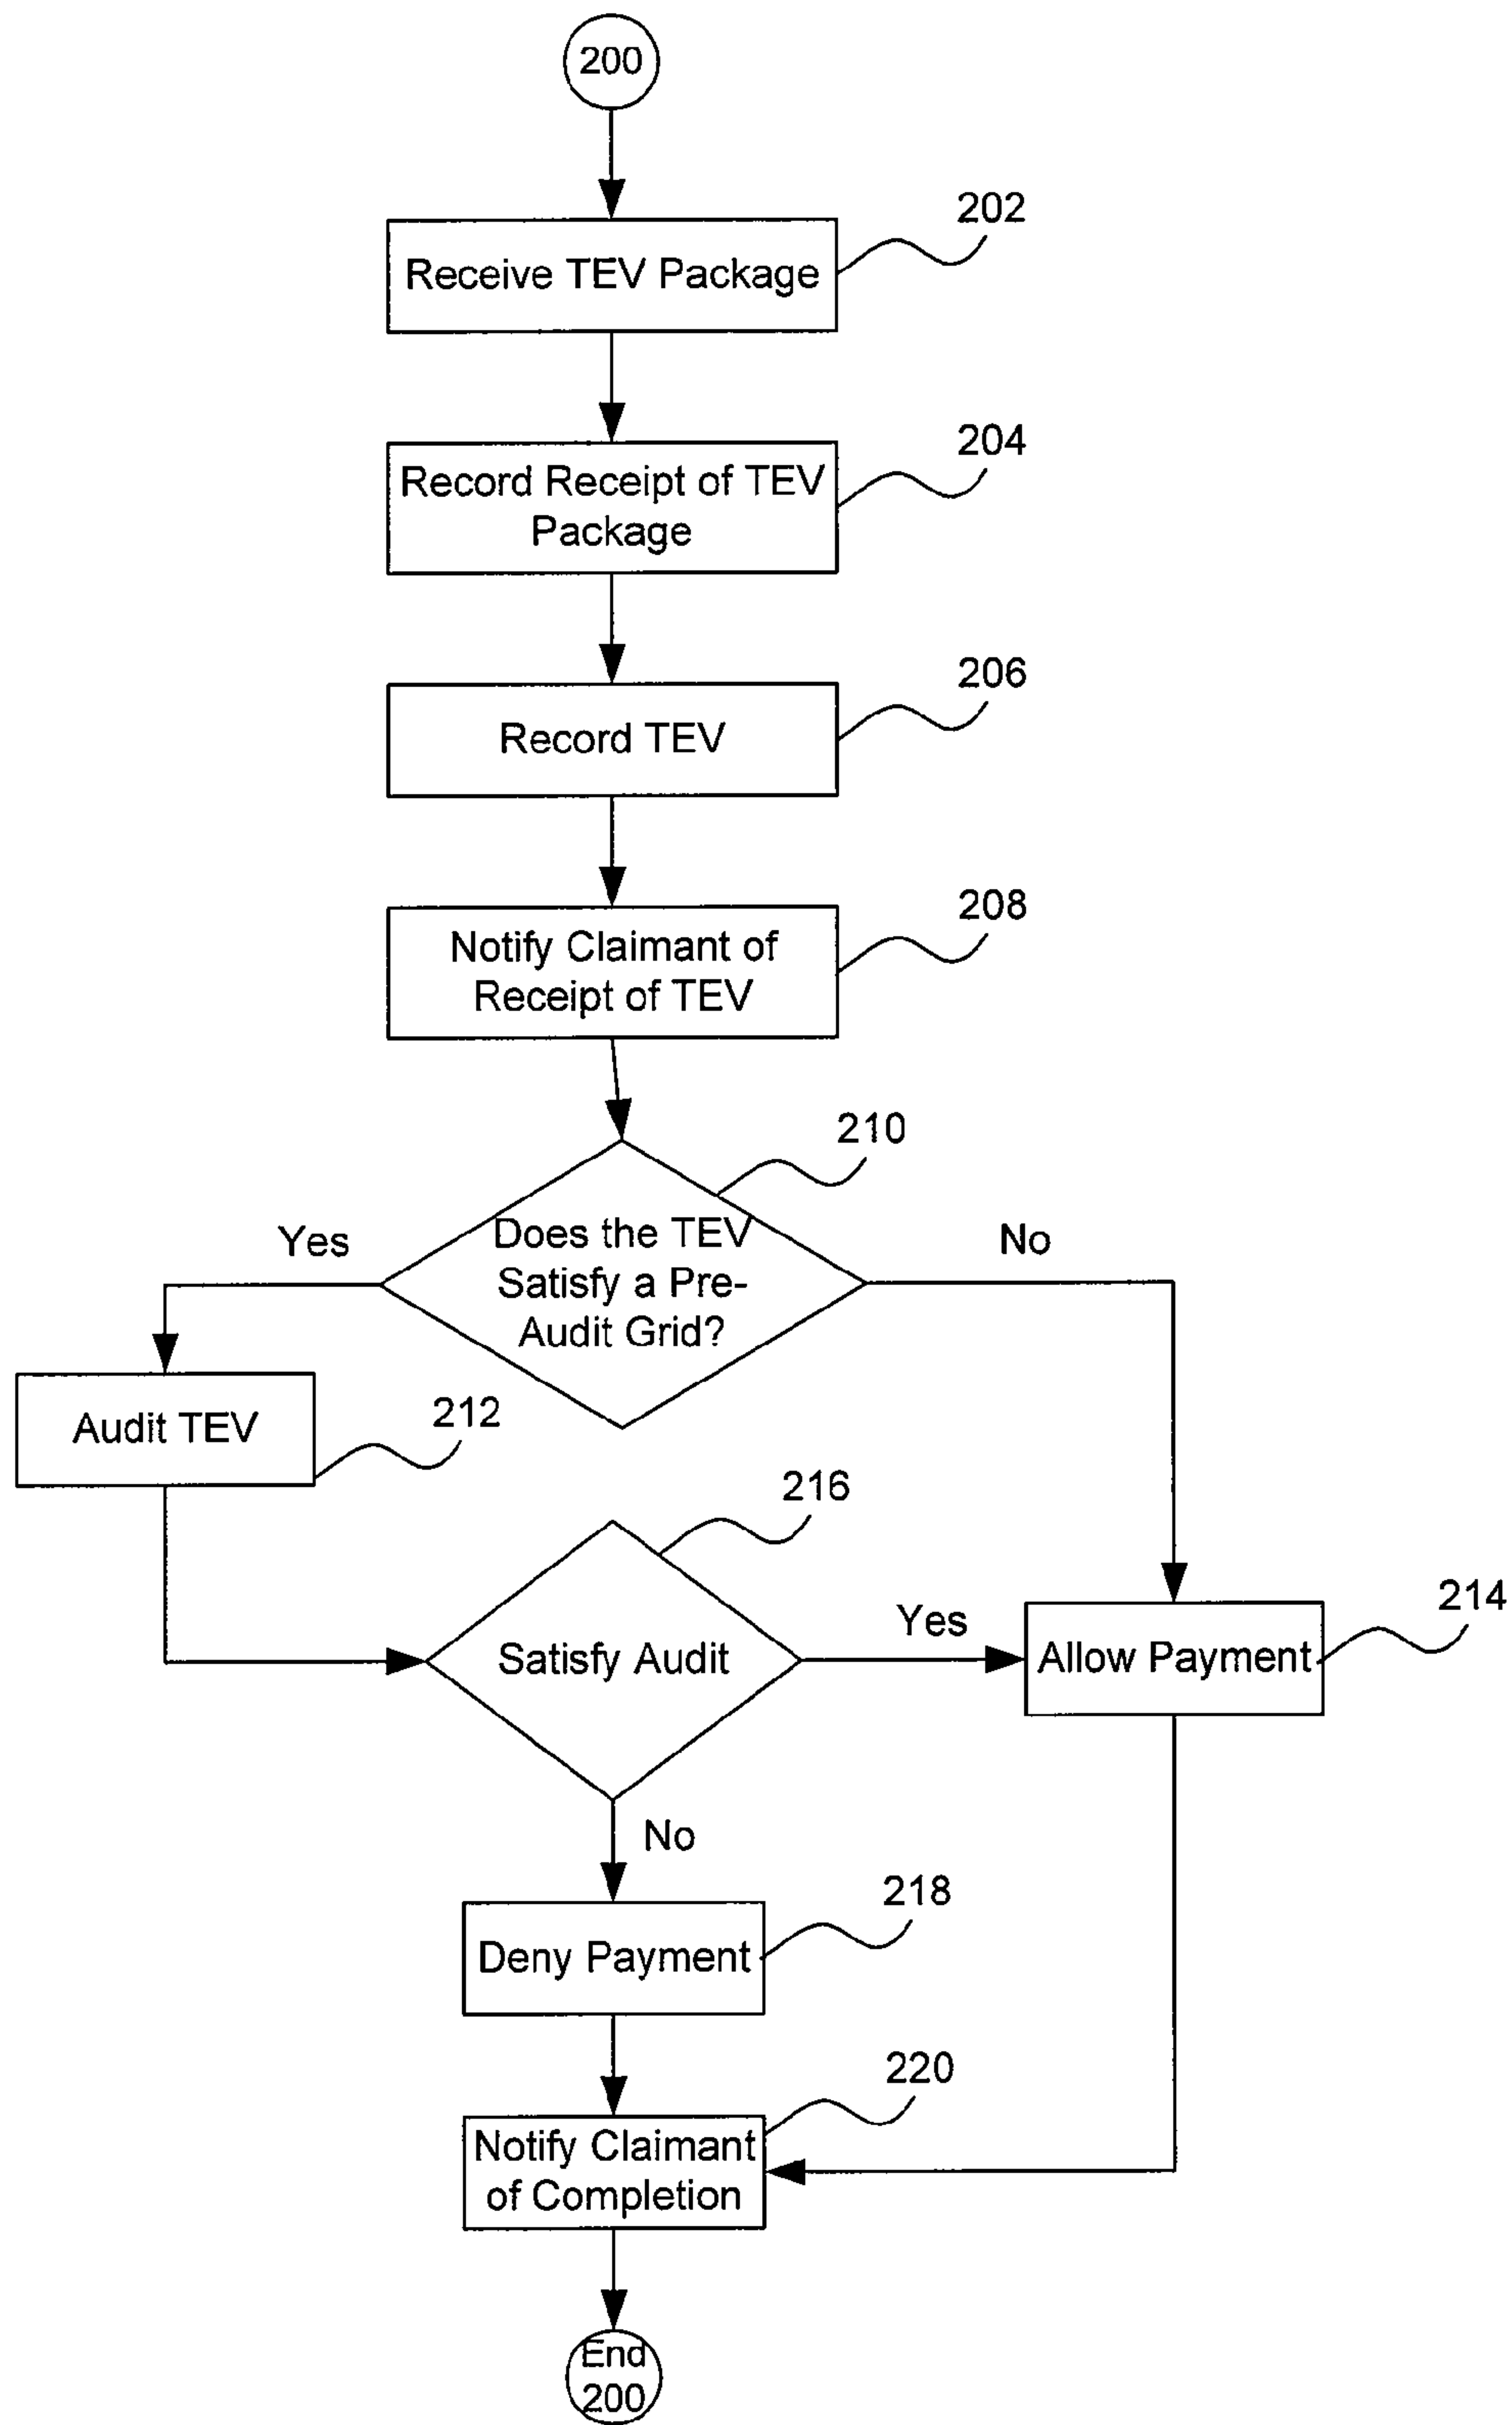 200
202
Receive TEV Package
204
Record Receipt of TEV
Package
206
Record TEV
208
Notify Claimant of
Receipt of TEV
210
Yes
Does the TEV
Satisfy a Pre-
Audit Grid?
No
Audit TEV
212
216
Satisfy Audit
Yes
214
Allow Payment
No
218
Deny Payment
220
Notify Claimant
of Completion
End
200